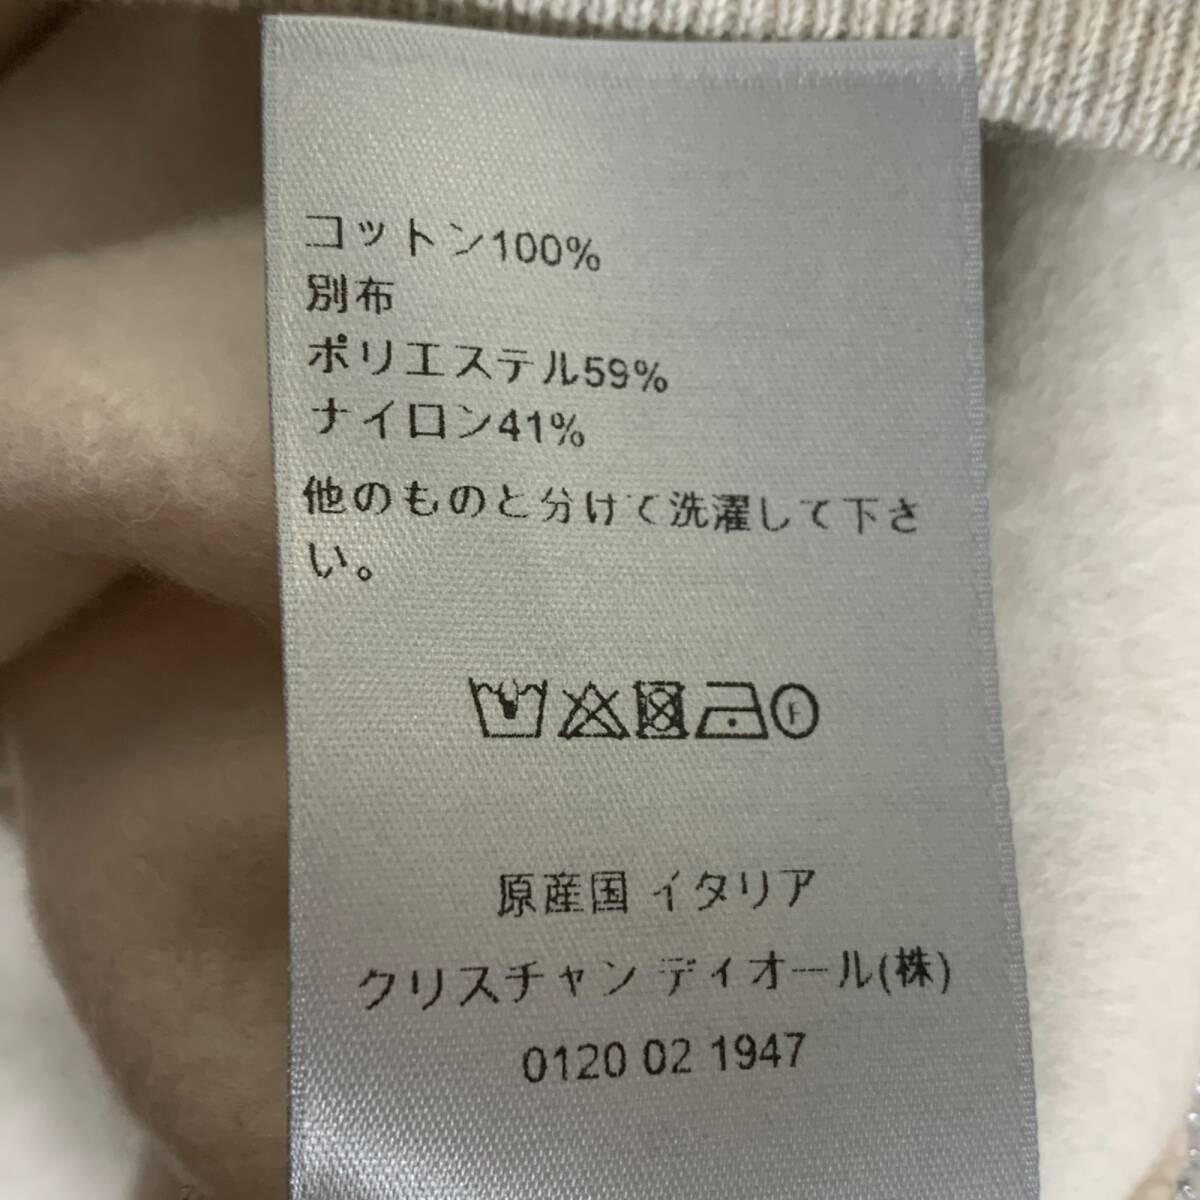 コットン100%
別布
ポリエステル59%
ナイロン41%
他のものと分けて洗濯して下さ
い。
F
原産国 イタリア
クリスチャン ディオール(株)
0120 02 1947